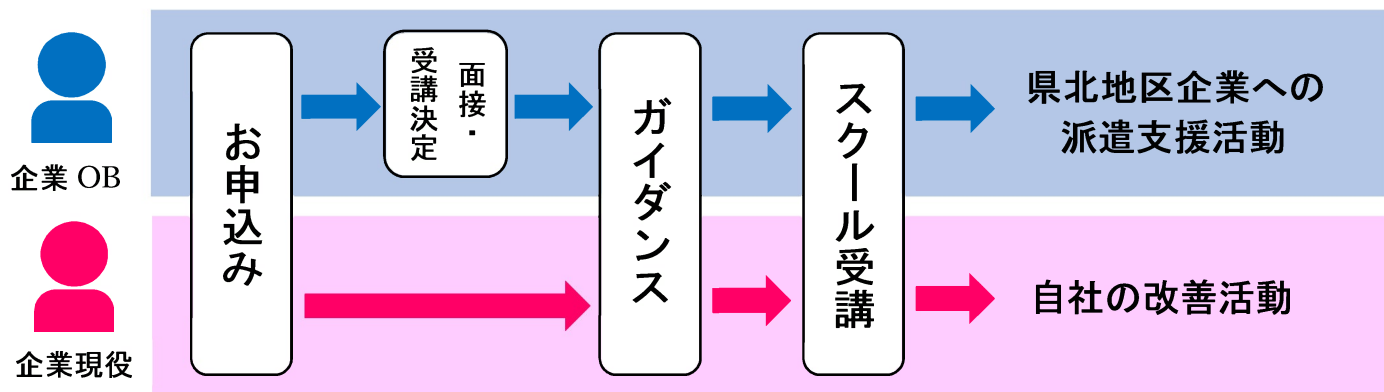 企業 OB
お申込み
面接・
受講決定
ガイダンス
スクール受講
県北地区企業への
派遣支援活動
企業現役
自社の改善活動